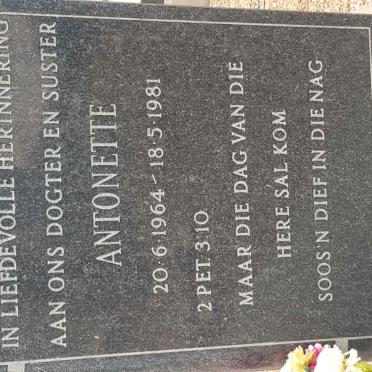 IN LIEFDEVOLLE HERINNERING
AAN ONS DOGTER EN SUSTER
ANTONETTE
20·6·1964 – 18·5·1981
2 PET. 3:10.
MAAR DIE DAG VAN DIE
HERE SAL KOM
SOOS 'N DIEF IN DIE NAG